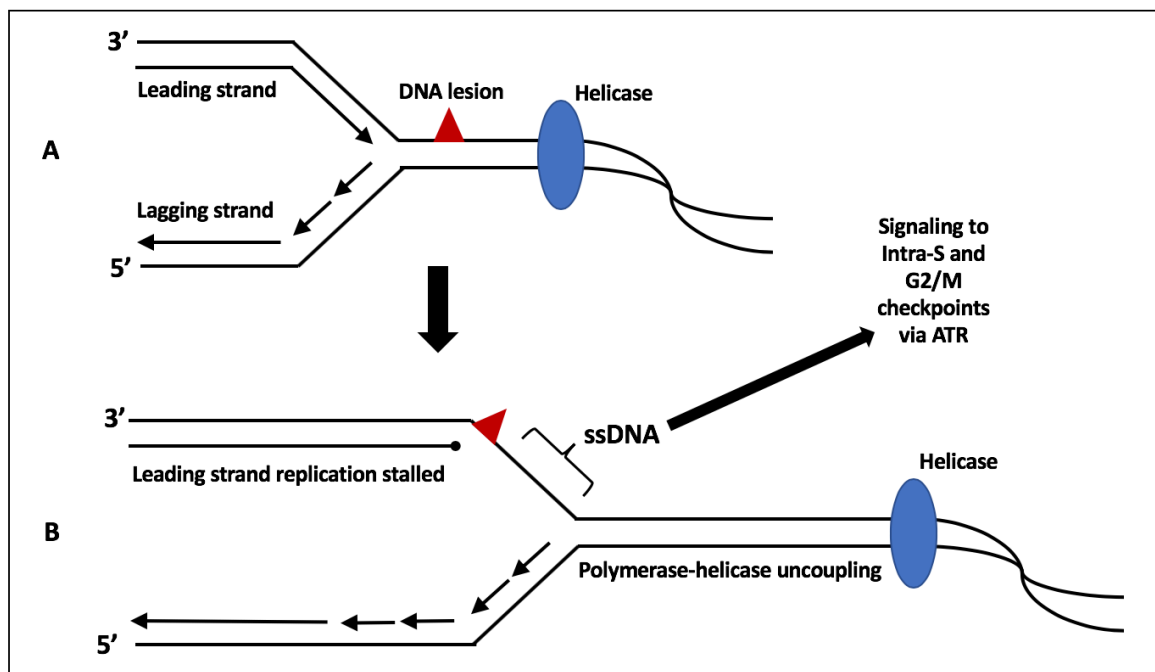 3’
Leading strand
DNA lesion
Helicase
A
Lagging strand
5’
Signaling to
Intra-S and
G2/M
checkpoints
via ATR
3’
ssDNA
Leading strand replication stalled
Helicase
B
Polymerase-helicase uncoupling
5’